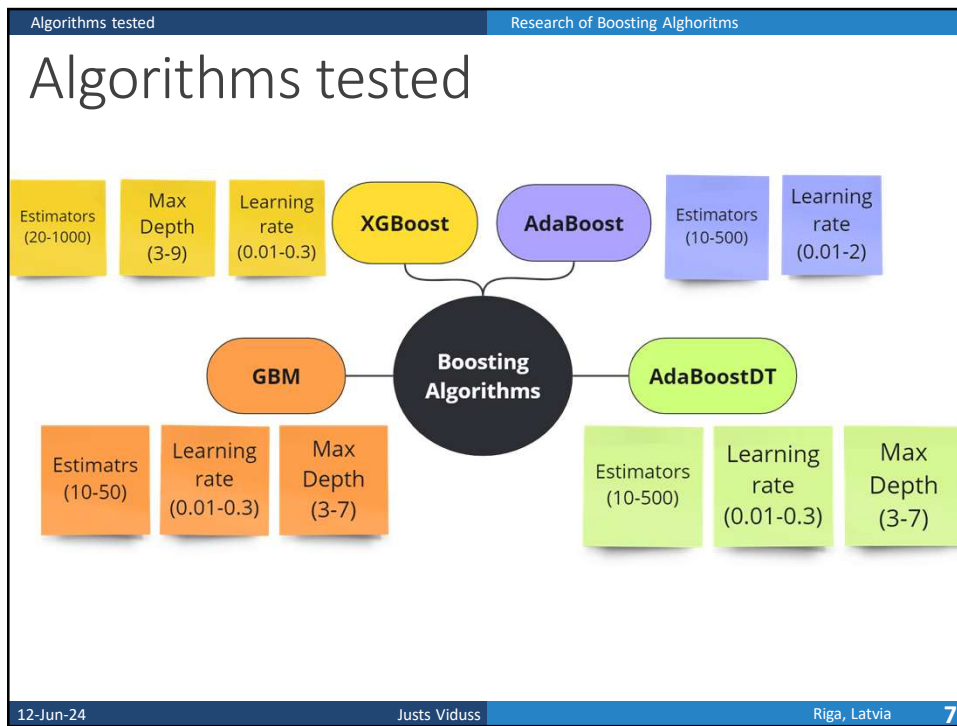 Algorithms tested
Research of Boosting Alghoritms
Algorithms tested
Estimators
(20-1000)
Max
Depth
(3-9)
Learning
rate
(0.01-0.3)
XGBoost
AdaBoost
Estimators
(10-500)
Learning
rate
(0.01-2)
GBM
Boosting
Algorithms
AdaBoostDT
Estimatrs
(10-50)
Learning
rate
(0.01-0.3)
Max
Depth
(3-7)
Estimators
(10-500)
Learning
rate
(0.01-0.3)
Max
Depth
(3-7)
12-Jun-24
Justs Viduss
Riga, Latvia
7